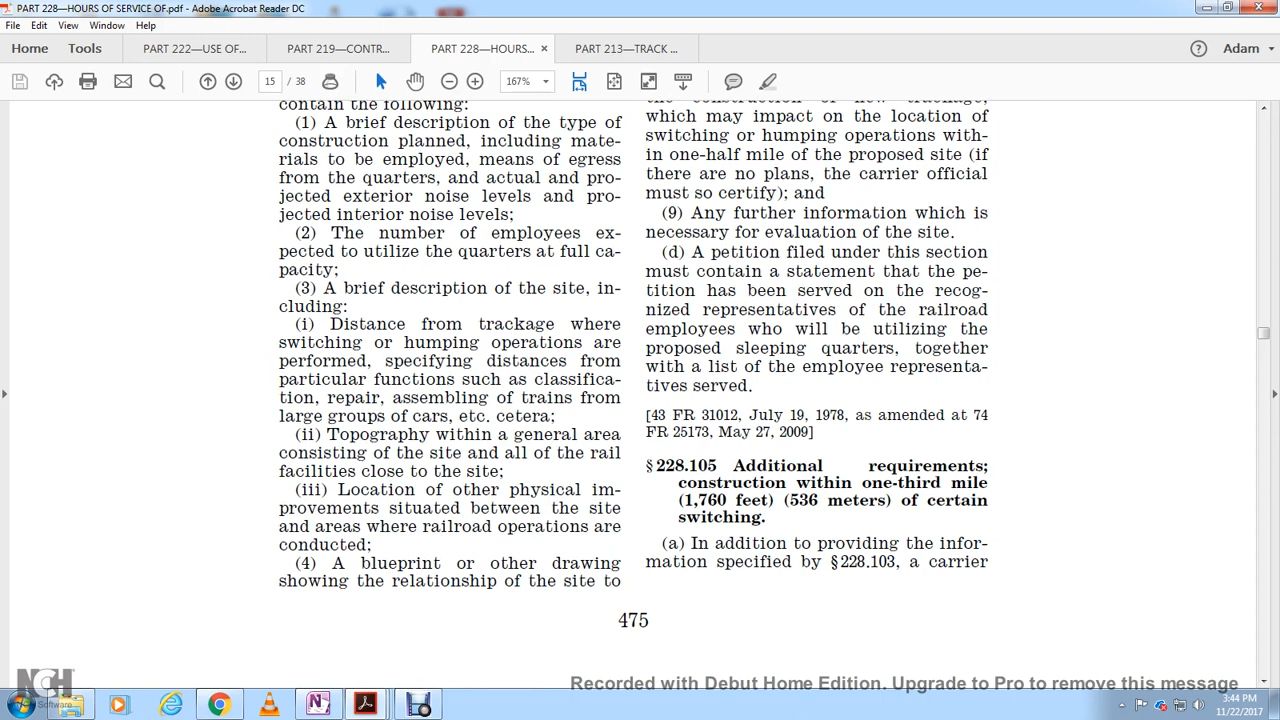 PART 228—HOURS OF SERVICE OF.pdf - Adobe Acrobat Reader DC
File Edit View Window Help
Home Tools PART 222—USE OF... PART 219—CONTR... PART 228—HOURS... × PART 213—TRACK ... Adam
15 / 38 167%
contain the following:
(1) A brief description of the type of
construction planned, including mate-
rials to be employed, means of egress
from the quarters, and actual and pro-
jected exterior noise levels and pro-
jected interior noise levels;
(2) The number of employees ex-
pected to utilize the quarters at full ca-
pacity;
(3) A brief description of the site, in-
cluding:
(i) Distance from trackage where
switching or humping operations are
performed, specifying distances from
particular functions such as classifica-
tion, repair, assembling of trains from
large groups of cars, etc. cetera;
(ii) Topography within a general area
consisting of the site and all of the rail
facilities close to the site;
(iii) Location of other physical im-
provements situated between the site
and areas where railroad operations are
conducted;
(4) A blueprint or other drawing
showing the relationship of the site to
the construction of new trackage,
which may impact on the location of
switching or humping operations with-
in one-half mile of the proposed site (if
there are no plans, the carrier official
must so certify); and
(9) Any further information which is
necessary for evaluation of the site.
(d) A petition filed under this section
must contain a statement that the pe-
tition has been served on the recog-
nized representatives of the railroad
employees who will be utilizing the
proposed sleeping quarters, together
with a list of the employee representa-
tives served.
[43 FR 31012, July 19, 1978, as amended at 74
FR 25173, May 27, 2009]
§ 228.105 Additional requirements;
construction within one-third mile
(1,760 feet) (536 meters) of certain
switching.
(a) In addition to providing the infor-
mation specified by § 228.103, a carrier
475
NCH
Software
Recorded with Debut Home Edition. Upgrade to Pro to remove this message
3:44 PM
11/22/2017